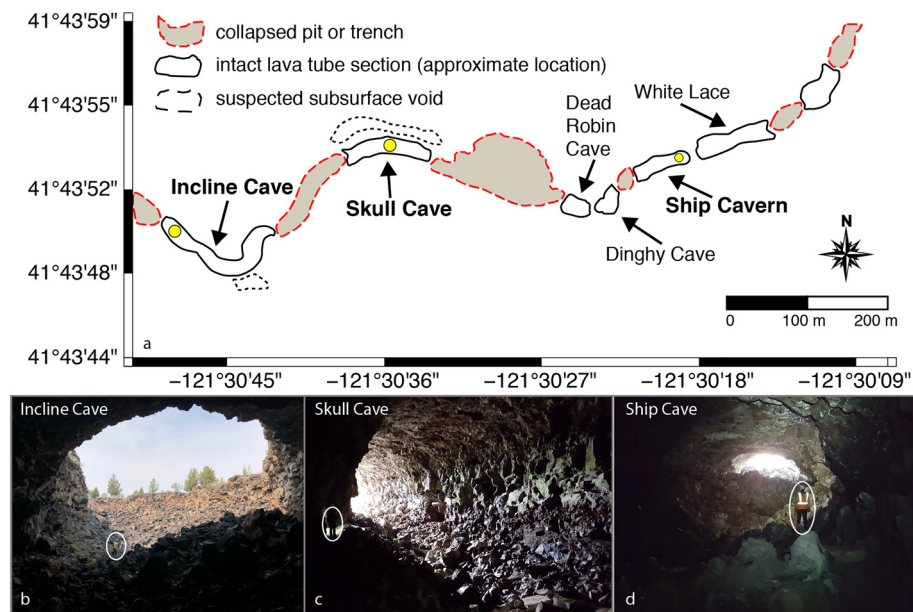 41°43'59"
41°43'55"
41°43'52"
41°43'48"
41°43'44"
collapsed pit or trench
intact lava tube section (approximate location)
suspected subsurface void
Incline Cave
Skull Cave
Dead
Robin
Cave
White Lace
Ship Cavern
Dinghy Cave
N
0
100 m
200 m
a
−121°30'45"
−121°30'36"
−121°30'27"
−121°30'18"
−121°30'09"
Incline Cave
b
Skull Cave
c
Ship Cave
d